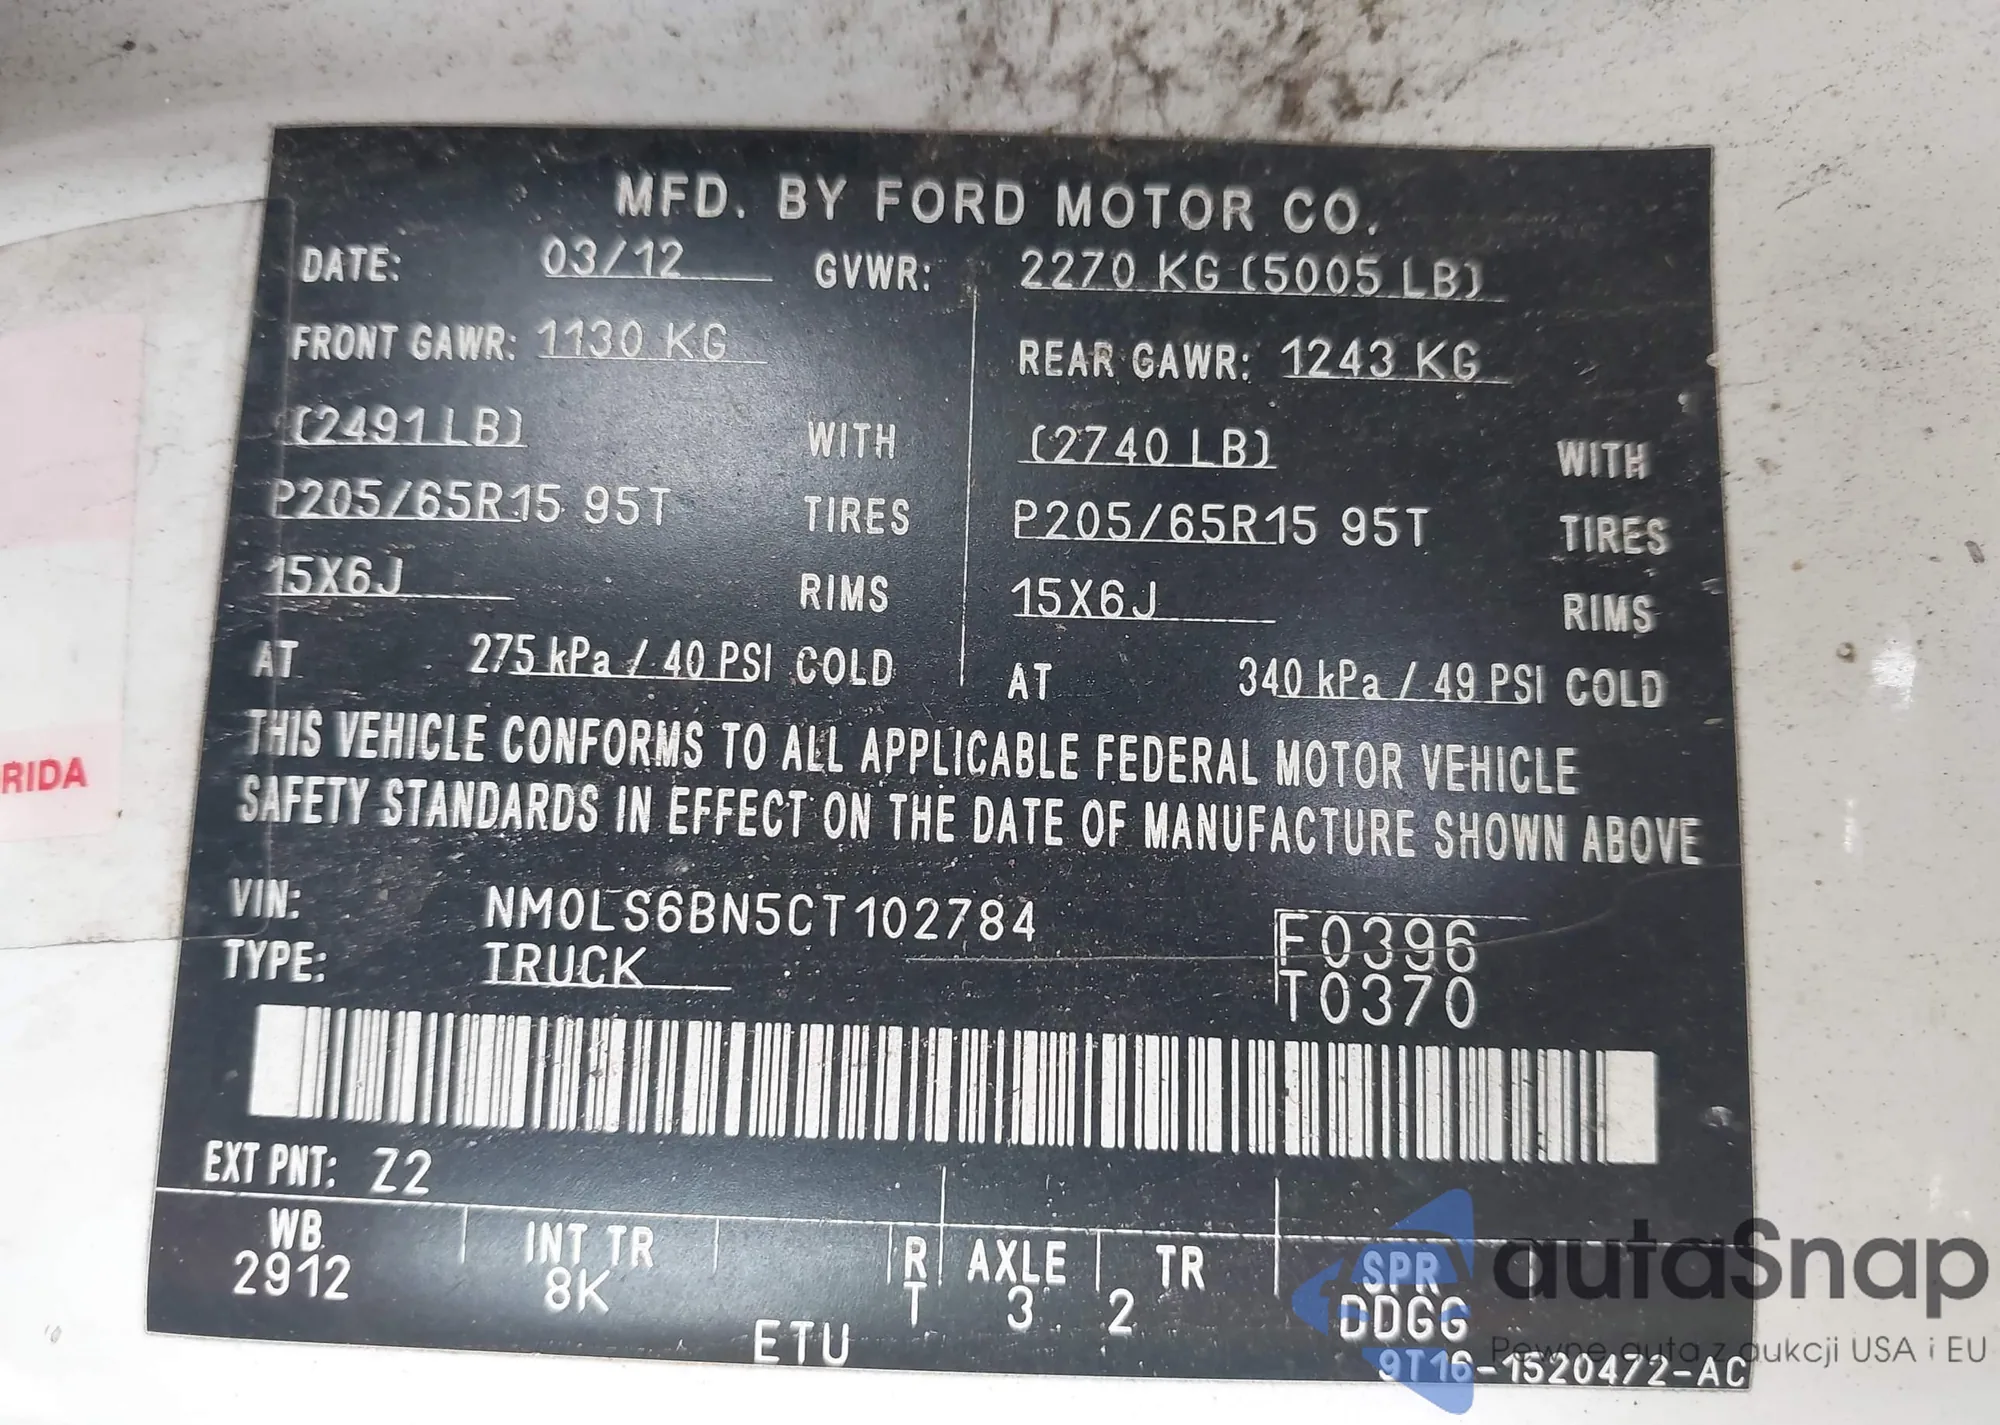 MFD. BY FORD MOTOR CO.
DATE: 03/12 GVWR: 2270 KG (5005 LB)
FRONT GAWR: 1130 KG REAR GAWR: 1243 KG
(2491 LB) WITH (2740 LB) WITH
P205/65R15 95T TIRES P205/65R15 95T TIRES
15X6J RIMS 15X6J RIMS
AT 275 kPa / 40 PSI COLD AT 340 kPa / 49 PSI COLD
THIS VEHICLE CONFORMS TO ALL APPLICABLE FEDERAL MOTOR VEHICLE
SAFETY STANDARDS IN EFFECT ON THE DATE OF MANUFACTURE SHOWN ABOVE
RIDA
VIN: NM0LS6BN5CT102784 F0396
TYPE: TRUCK T0370
EXT PNT: Z2
WB INT TR R AXLE TR SPR
2912 8K T 3 2 DDGG
ETU
9T16-1520472-AC
autaSnap
Pewne auta z aukcji USA i EU